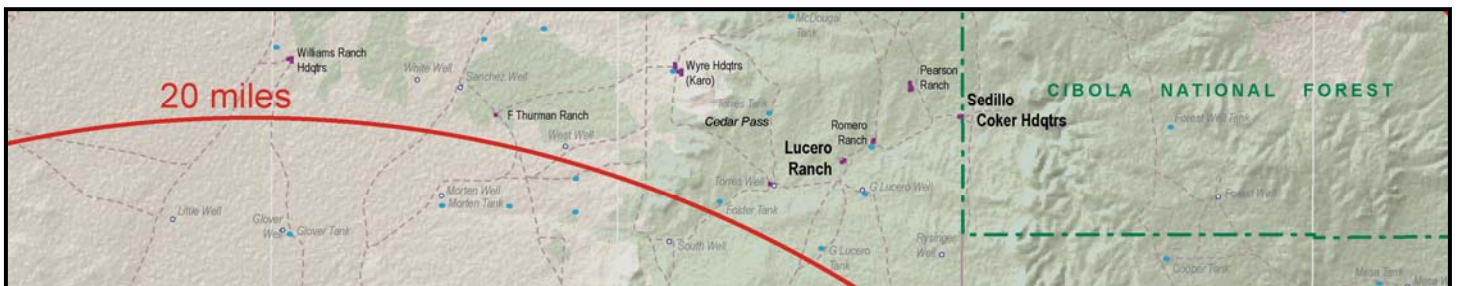 McDougal
Tank
Williams Ranch
Hdqtrs
White Well
Sanchez Well
Wyre Hdqtrs
(Karo)
Pearson
Ranch
20 miles
CIBOLA NATIONAL FOREST
F Thurman Ranch
Torres Tank
Cedar Pass
Sedillo
Coker Hdqtrs
Forest Well Tank
West Well
Romero
Ranch
Lucero
Ranch
Morten Well
Morten Tank
Torres Well
G Lucero Well
Forest Well
Little Well
Glover
Well
Glover Tank
Foster Tank
South Well
G Lucero
Tank
Rysinger
Well
Cooper Tank
Mesa Tank